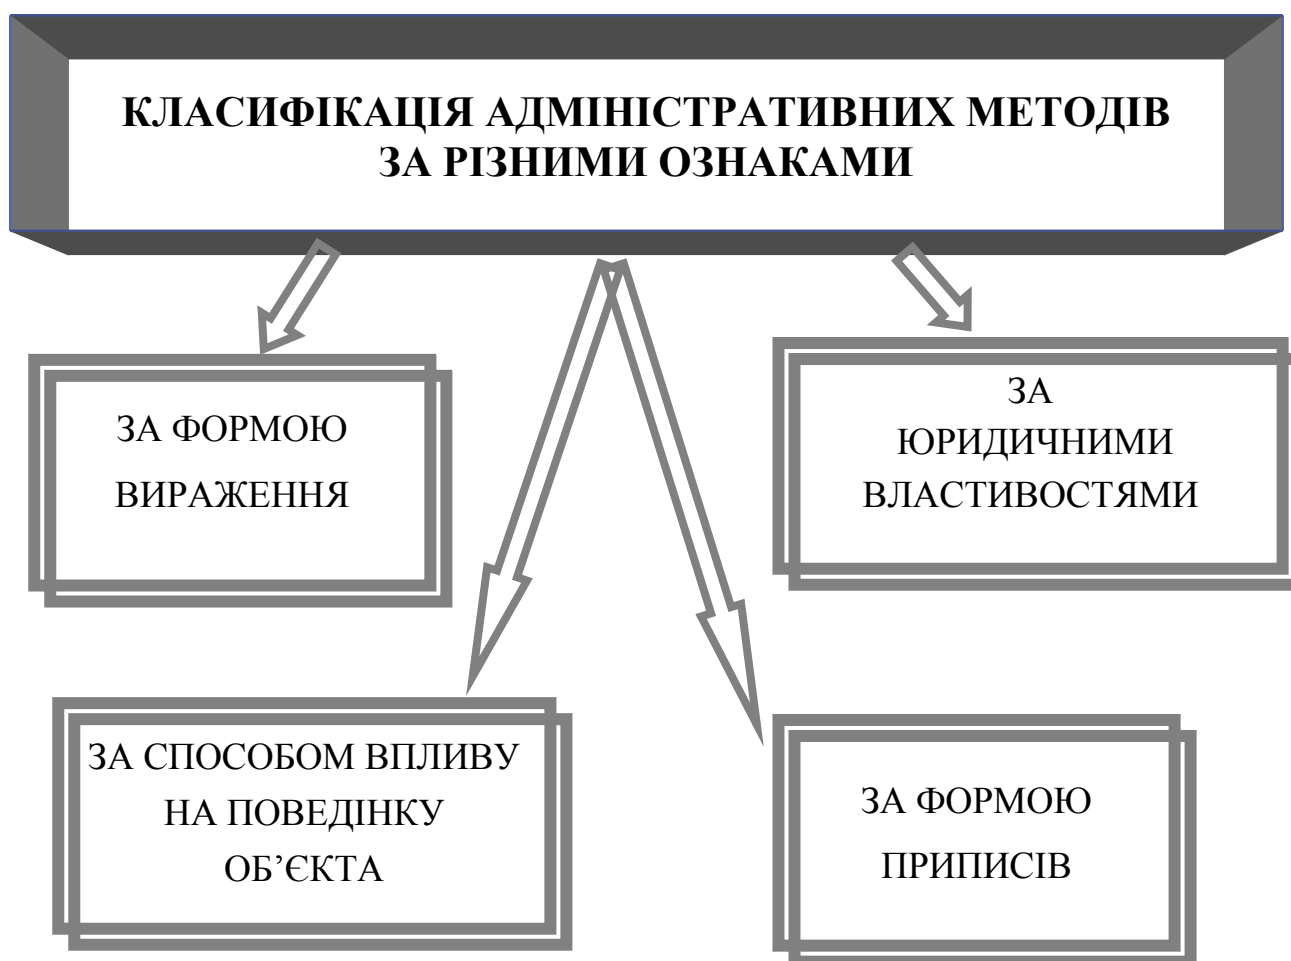 КЛАСИФІКАЦІЯ АДМІНІСТРАТИВНИХ МЕТОДІВ
ЗА РІЗНИМИ ОЗНАКАМИ
ЗА ФОРМОЮ
ВИРАЖЕННЯ
ЗА
ЮРИДИЧНИМИ
ВЛАСТИВОСТЯМИ
ЗА СПОСОБОМ ВПЛИВУ
НА ПОВЕДІНКУ
ОБ’ЄКТА
ЗА ФОРМОЮ
ПРИПИСІВ